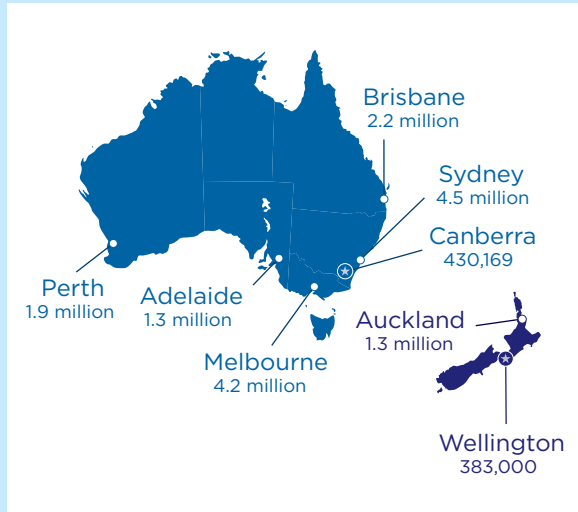 Brisbane
2.2 million
Sydney
4.5 million
Canberra
430,169
Perth
1.9 million
Adelaide
1.3 million
Melbourne
4.2 million
Auckland
1.3 million
Wellington
383,000